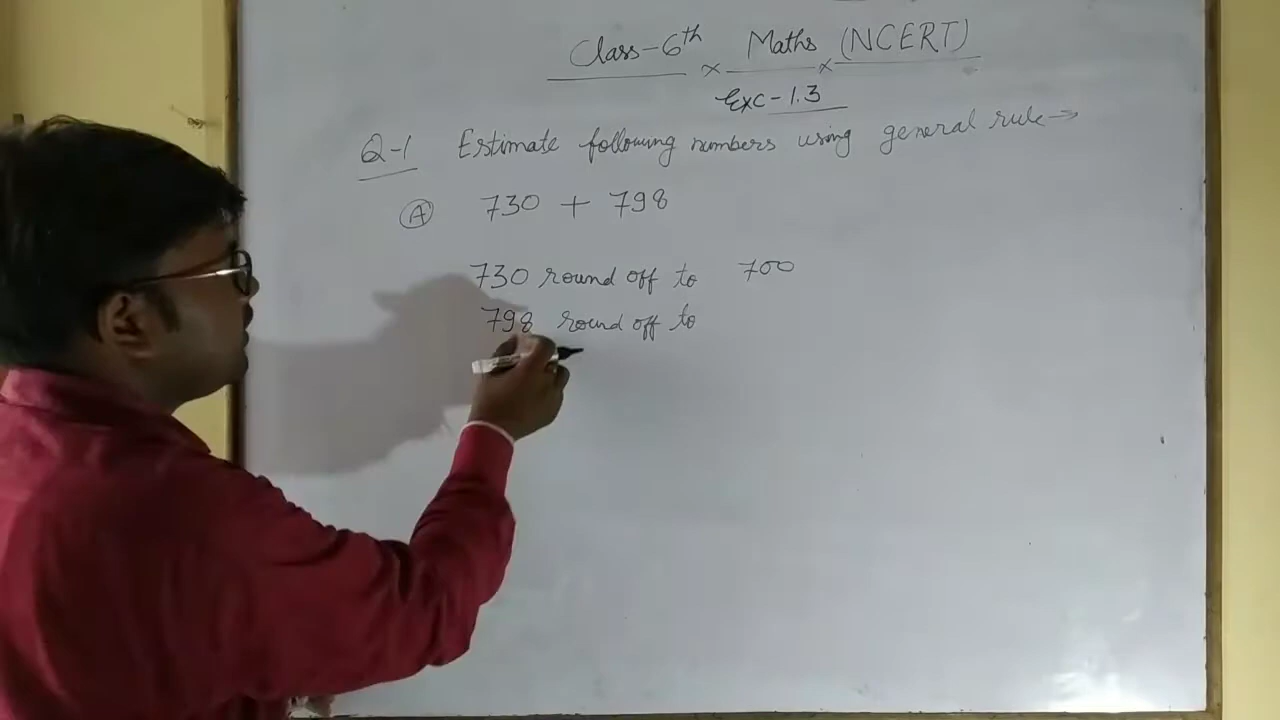 Class-6th × Maths × (NCERT)
Exc-1.3
Q-1 Estimate following numbers using general rule→
(A) 730 + 798
730 round off to 700
798 round off to